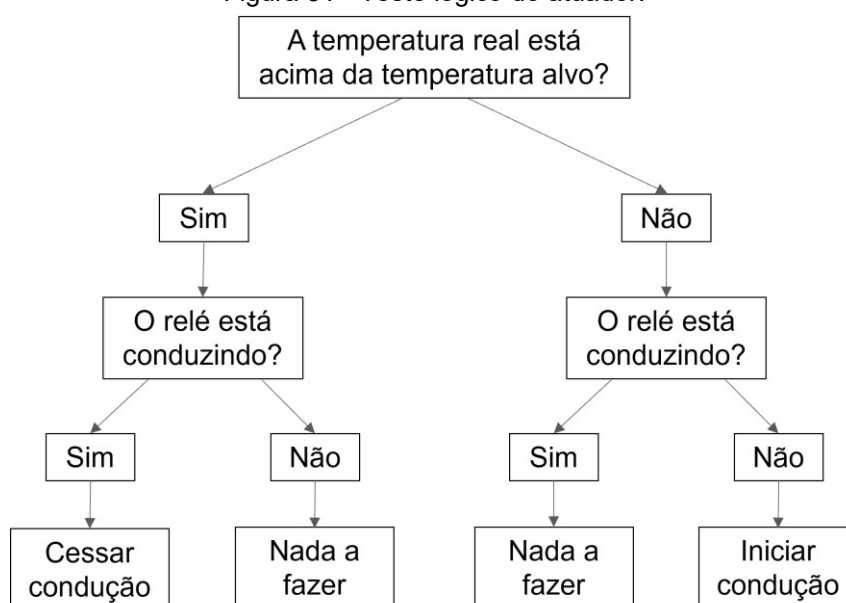 A temperatura real está
acima da temperatura alvo?
Sim
Não
O relé está
conduzindo?
O relé está
conduzindo?
Sim
Não
Sim
Não
Cessar
condução
Nada a
fazer
Nada a
fazer
Iniciar
condução